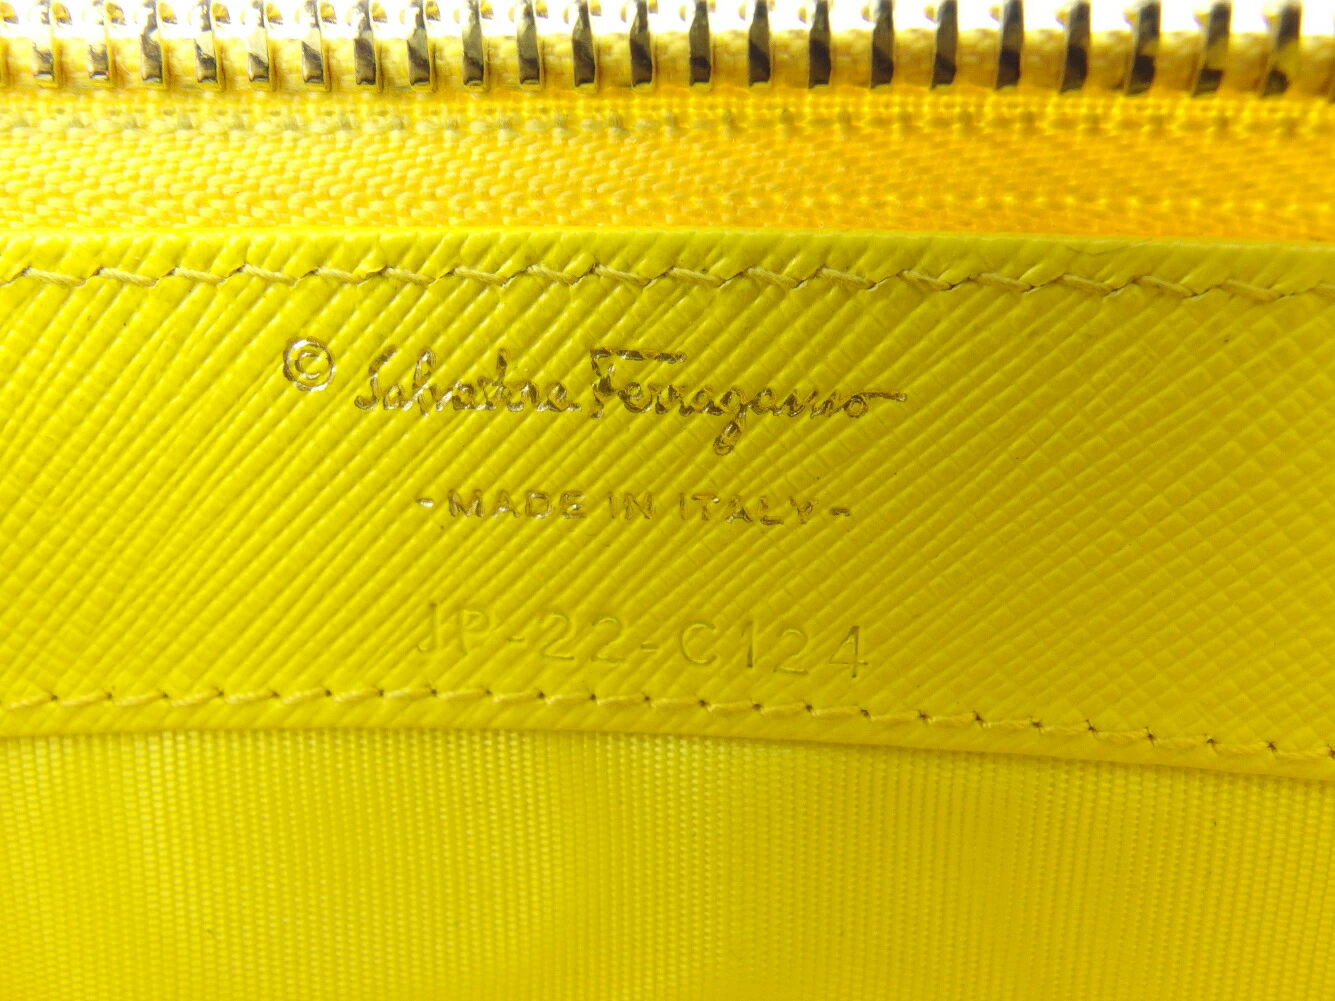 © Salvatore Ferragamo
-MADE IN ITALY-
JP-22-C124